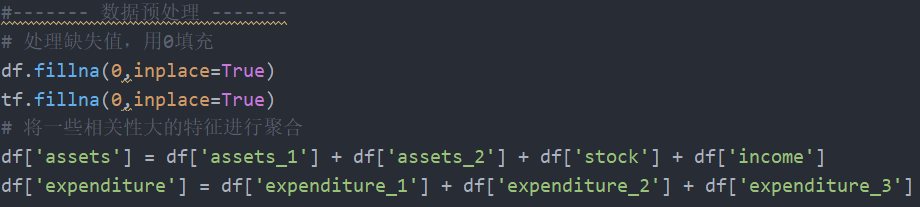 #------- 数据预处理 -------
# 处理缺失值，用0填充
df.fillna(0,inplace=True)
tf.fillna(0,inplace=True)
# 将一些相关性大的特征进行聚合
df['assets'] = df['assets_1'] + df['assets_2'] + df['stock'] + df['income']
df['expenditure'] = df['expenditure_1'] + df['expenditure_2'] + df['expenditure_3']